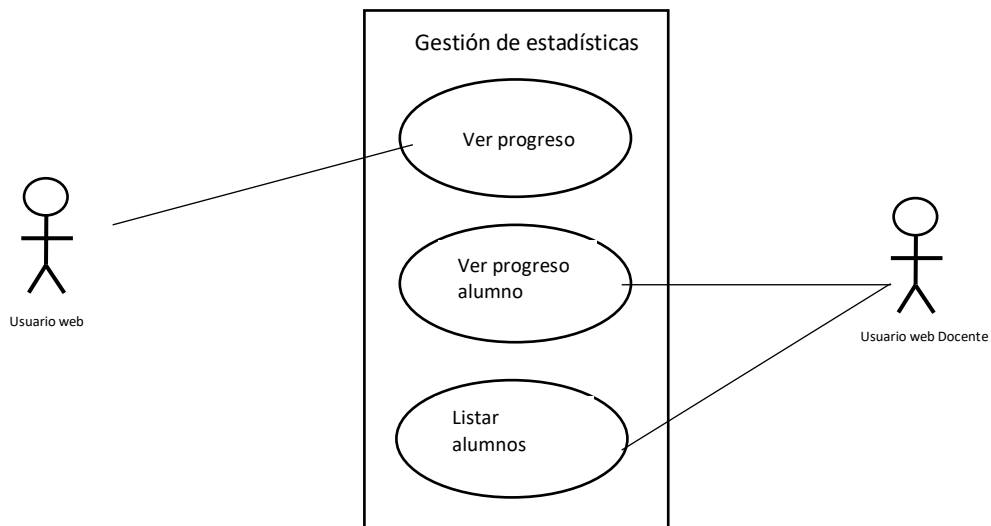 Gestión de estadísticas
Ver progreso
Ver progreso
alumno
Usuario web
Usuario web Docente
Listar
alumnos